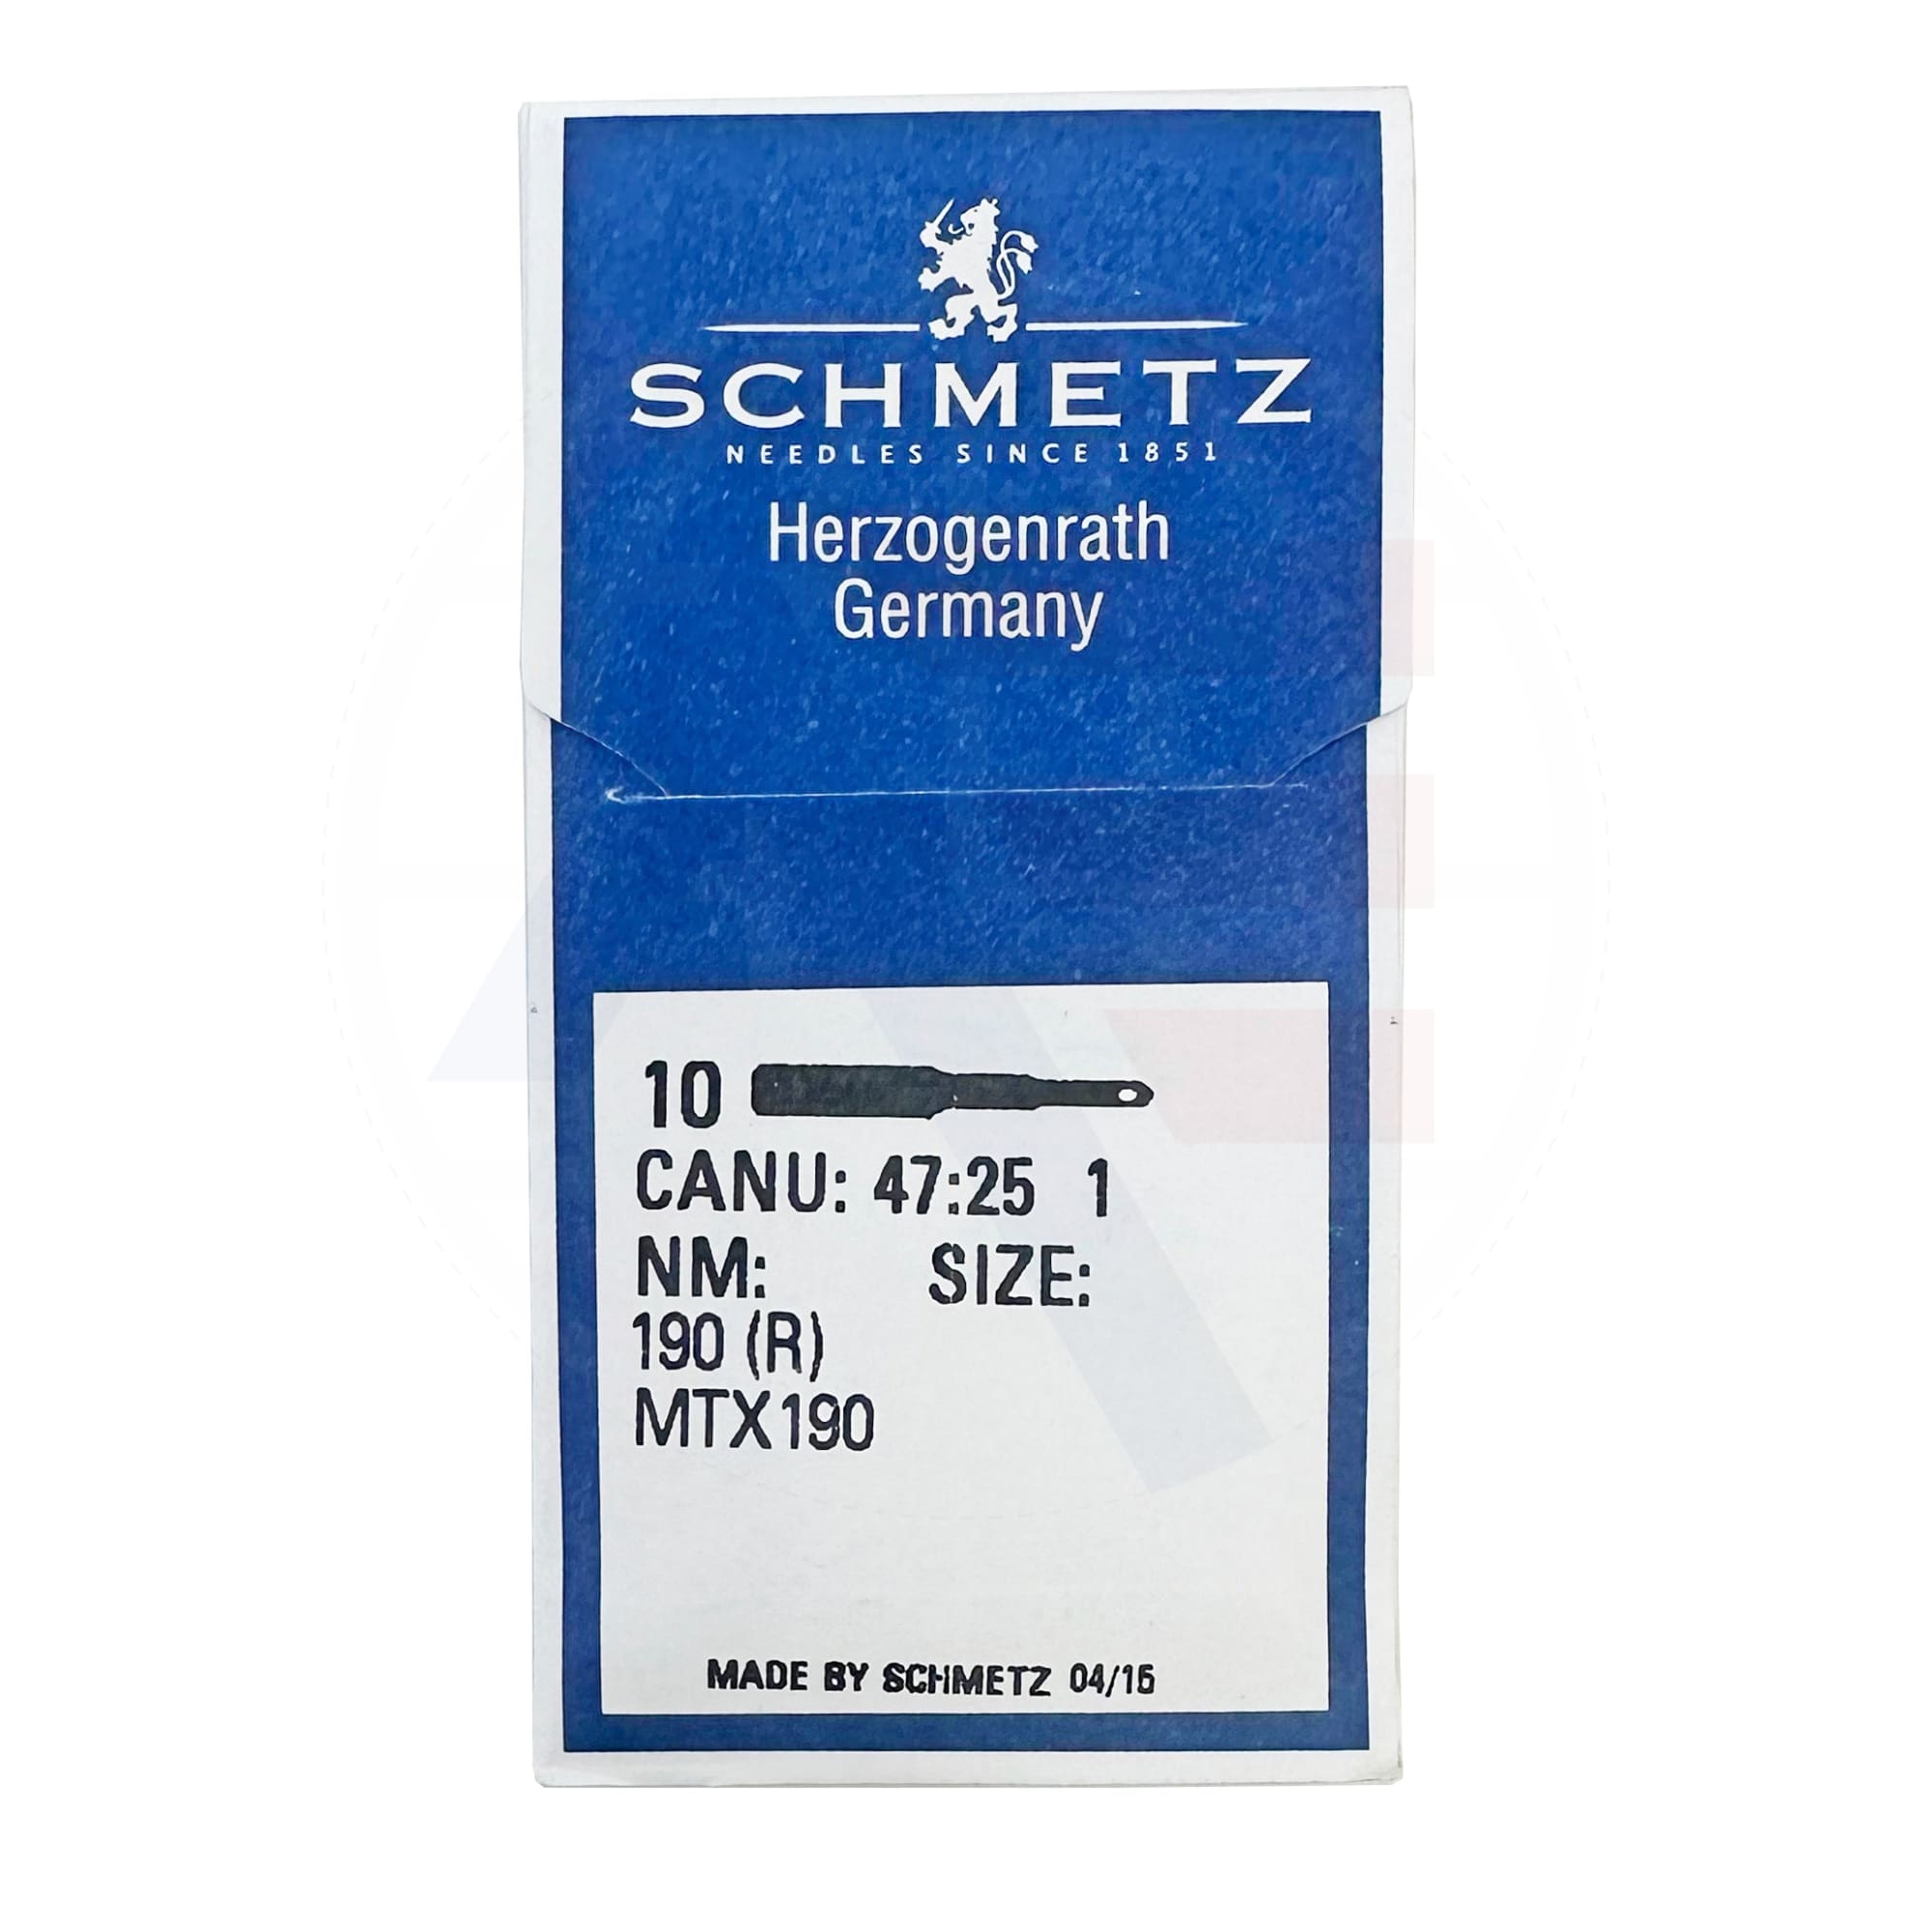 SCHMETZ
NEEDLES SINCE 1851
Herzogenrath
Germany
10
CANU: 47:25 1
NM: SIZE:
190 (R)
MTX190
MADE BY SCHMETZ 04/15